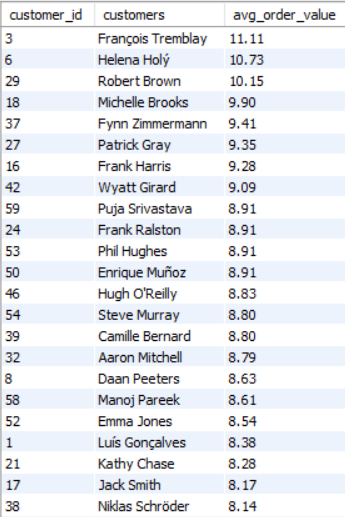 customer_id customers avg_order_value
3 François Tremblay 11.11
6 Helena Holý 10.73
29 Robert Brown 10.15
18 Michelle Brooks 9.90
37 Fynn Zimmermann 9.41
27 Patrick Gray 9.35
16 Frank Harris 9.28
42 Wyatt Girard 9.09
59 Puja Srivastava 8.91
24 Frank Ralston 8.91
53 Phil Hughes 8.91
50 Enrique Muñoz 8.91
46 Hugh O'Reilly 8.83
54 Steve Murray 8.80
39 Camille Bernard 8.80
32 Aaron Mitchell 8.79
8 Daan Peeters 8.63
58 Manoj Pareek 8.61
52 Emma Jones 8.54
1 Luís Gonçalves 8.38
21 Kathy Chase 8.28
17 Jack Smith 8.17
38 Niklas Schröder 8.14